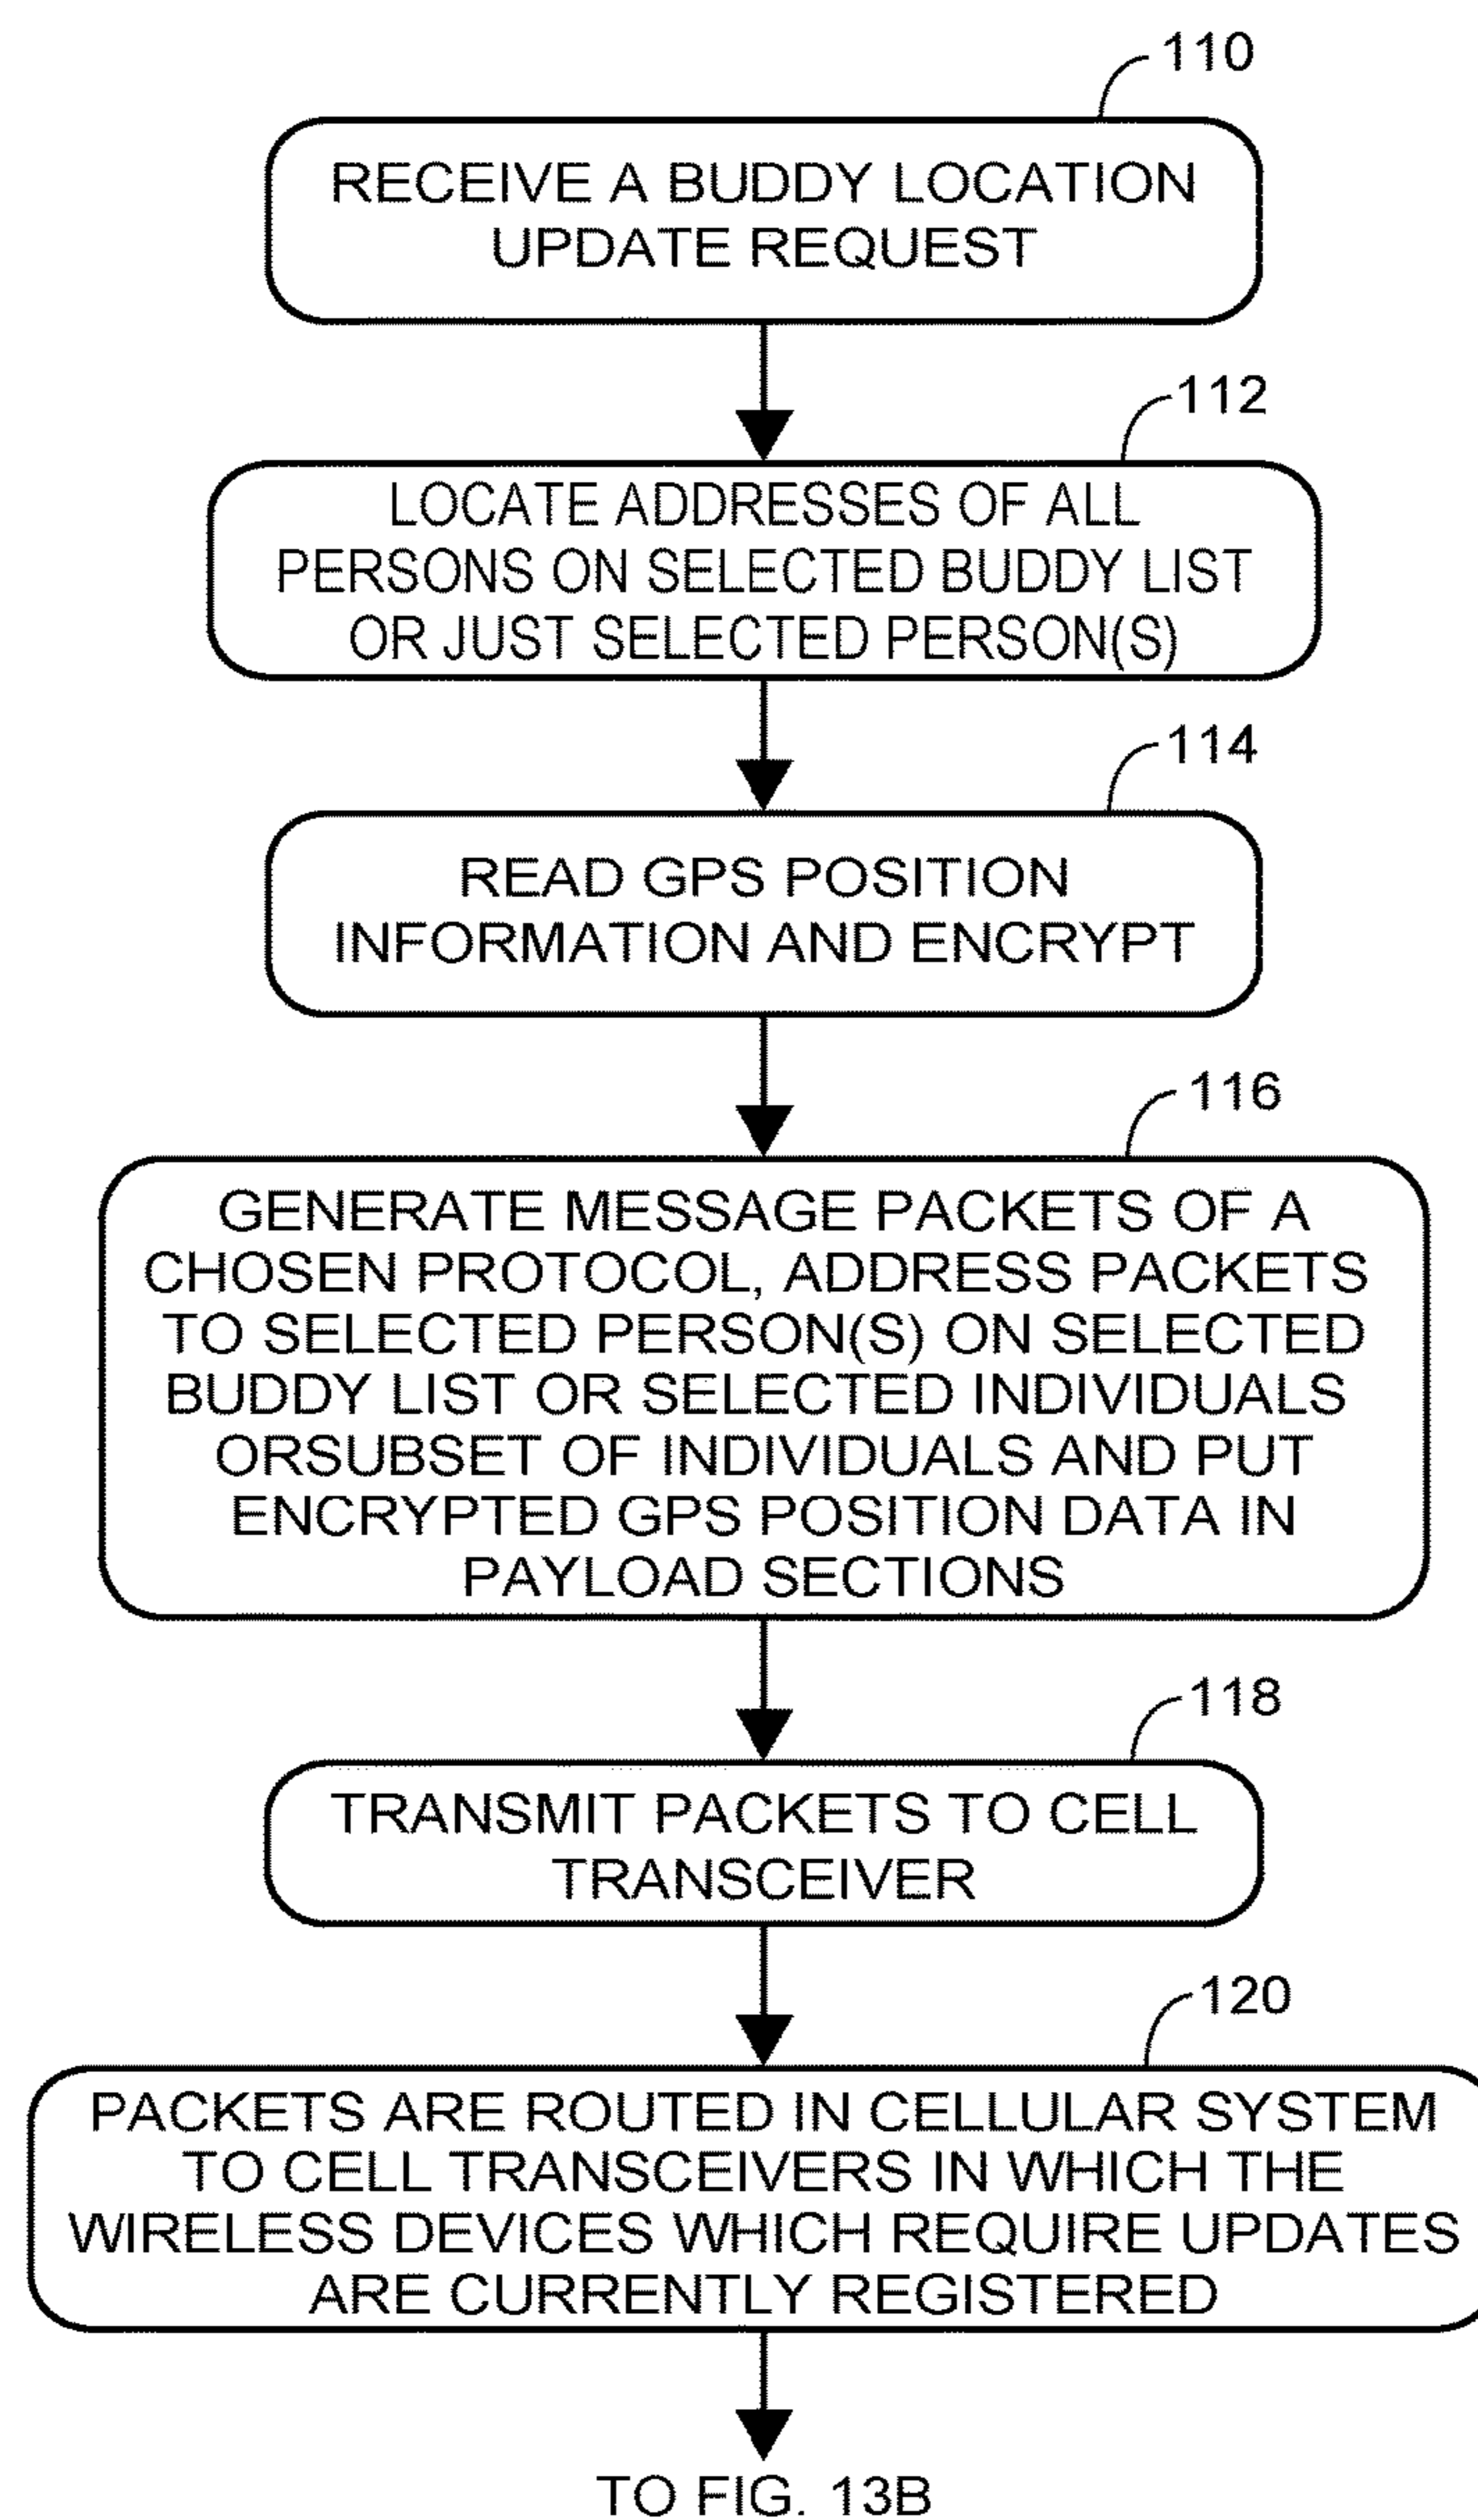 110
RECEIVE A BUDDY LOCATION
UPDATE REQUEST
112
LOCATE ADDRESSES OF ALL
PERSONS ON SELECTED BUDDY LIST
OR JUST SELECTED PERSON(S)
114
READ GPS POSITION
INFORMATION AND ENCRYPT
116
GENERATE MESSAGE PACKETS OF A
CHOSEN PROTOCOL, ADDRESS PACKETS
TO SELECTED PERSON(S) ON SELECTED
BUDDY LIST OR SELECTED INDIVIDUALS
ORSUBSET OF INDIVIDUALS AND PUT
ENCRYPTED GPS POSITION DATA IN
PAYLOAD SECTIONS
118
TRANSMIT PACKETS TO CELL
TRANSCEIVER
120
PACKETS ARE ROUTED IN CELLULAR SYSTEM
TO CELL TRANSCEIVERS IN WHICH THE
WIRELESS DEVICES WHICH REQUIRE UPDATES
ARE CURRENTLY REGISTERED
TO FIG. 13B